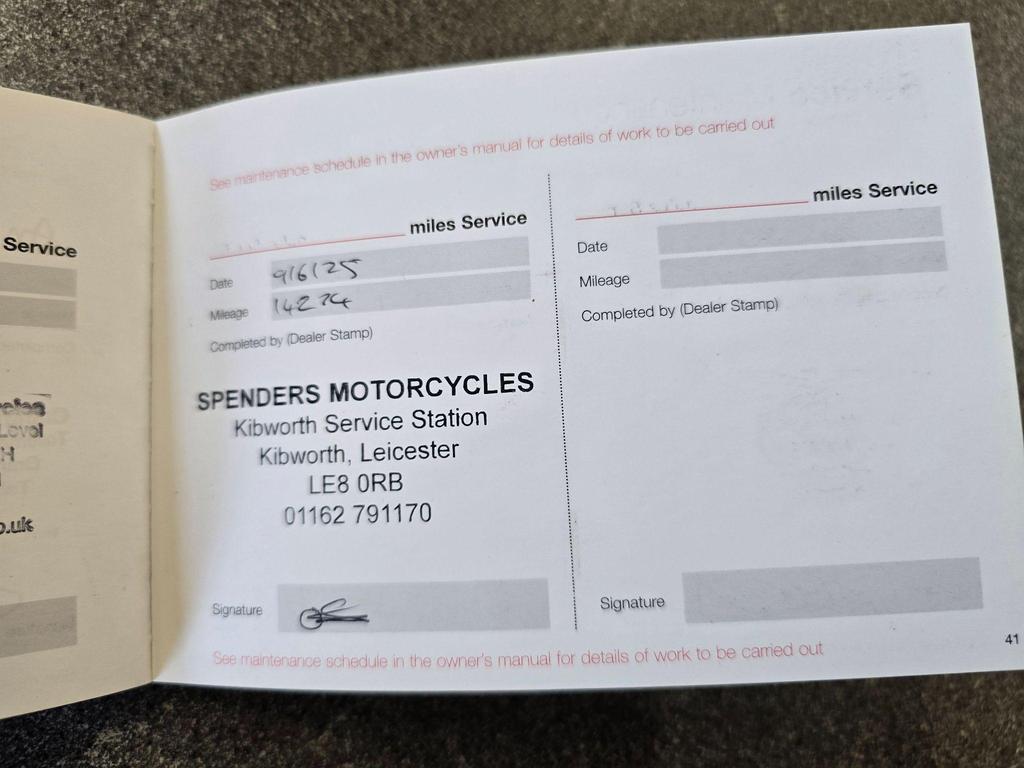 Service
Level
H
o.uk
See maintenance schedule in the owner's manual for details of work to be carried out
miles Service
Date 9/6/25
Mileage 14274
Completed by (Dealer Stamp)
SPENDERS MOTORCYCLES
Kibworth Service Station
Kibworth, Leicester
LE8 0RB
01162 791170
Signature
miles Service
Date
Mileage
Completed by (Dealer Stamp)
Signature
See maintenance schedule in the owner's manual for details of work to be carried out
41